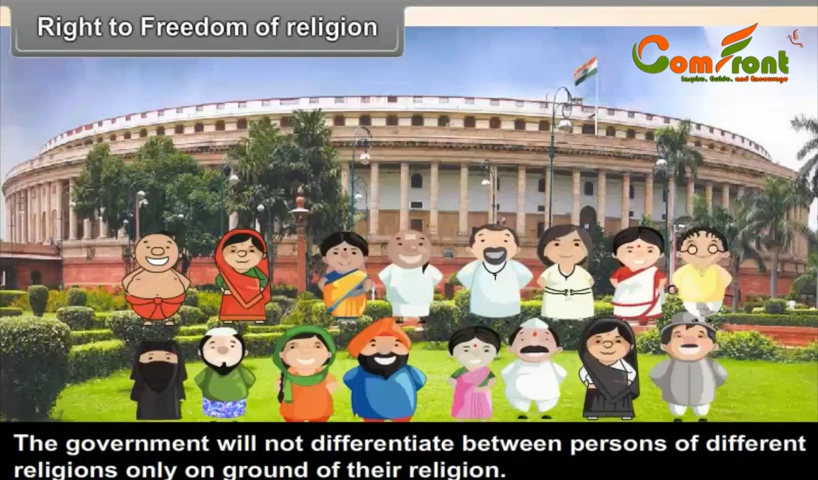 Right to Freedom of religion
ComFront
Inspire. Guide. and Encourage
The government will not differentiate between persons of different
religions only on ground of their religion.